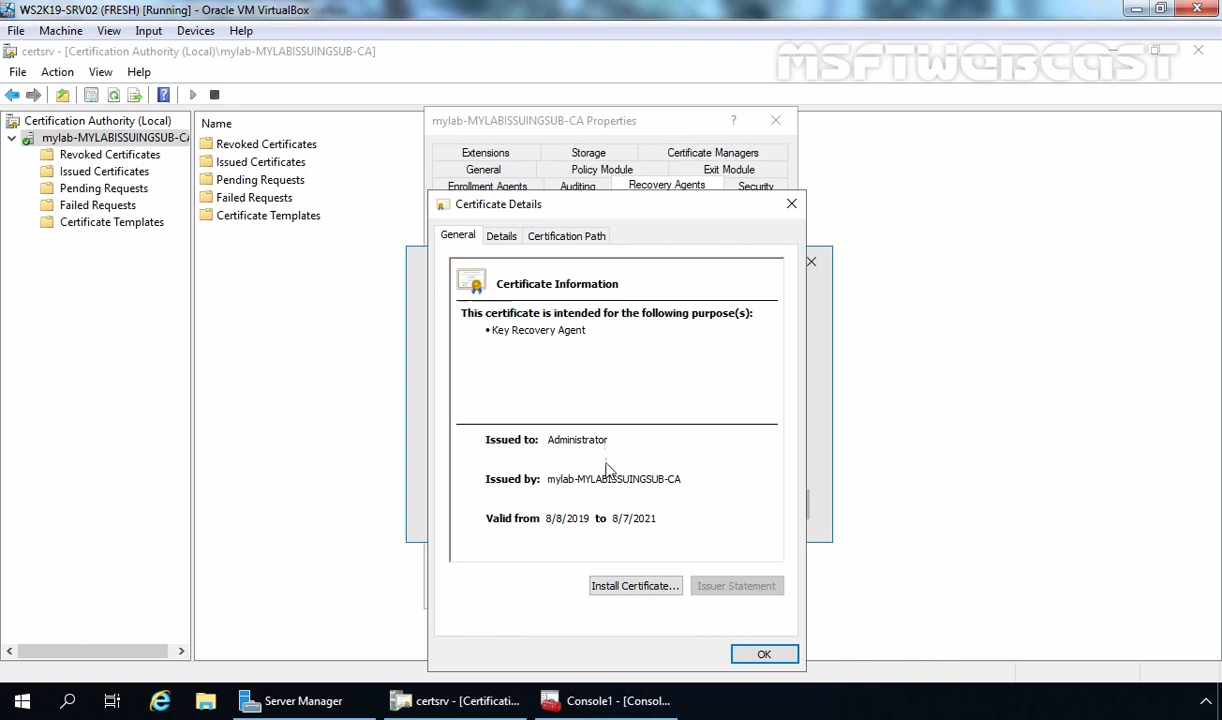 WS2K19-SRV02 (FRESH) [Running] - Oracle VM VirtualBox
File Machine View Input Devices Help
certsrv - [Certification Authority (Local)\mylab-MYLABISSUINGSUB-CA]
MSFTWEBCAST
File Action View Help
Certification Authority (Local)
mylab-MYLABISSUINGSUB-CA
Revoked Certificates
Issued Certificates
Pending Requests
Failed Requests
Certificate Templates
Name
Revoked Certificates
Issued Certificates
Pending Requests
Failed Requests
Certificate Templates
mylab-MYLABISSUINGSUB-CA Properties ?
Extensions Storage Certificate Managers
General Policy Module Exit Module
Enrollment Agents Auditing Recovery Agents Security
Certificate Details
General Details Certification Path
Certificate Information
This certificate is intended for the following purpose(s):
• Key Recovery Agent
Issued to: Administrator
Issued by: mylab-MYLABISSUINGSUB-CA
Valid from 8/8/2019 to 8/7/2021
Install Certificate... Issuer Statement
OK
Server Manager certsrv - [Certificati... Console1 - [Consol...